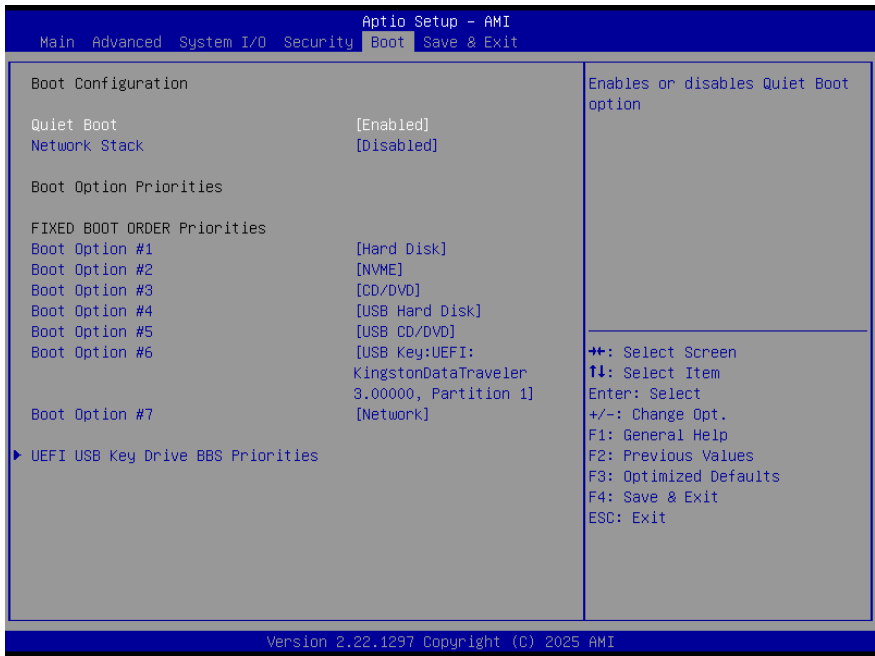 Aptio Setup – AMI
Main Advanced System I/O Security Boot Save & Exit
Boot Configuration
Quiet Boot [Enabled]
Network Stack [Disabled]
Boot Option Priorities
FIXED BOOT ORDER Priorities
Boot Option #1 [Hard Disk]
Boot Option #2 [NVME]
Boot Option #3 [CD/DVD]
Boot Option #4 [USB Hard Disk]
Boot Option #5 [USB CD/DVD]
Boot Option #6 [USB Key:UEFI:
KingstonDataTraveler
3.00000, Partition 1]
Boot Option #7 [Network]
UEFI USB Key Drive BBS Priorities
Enables or disables Quiet Boot
option
→←: Select Screen
↑↓: Select Item
Enter: Select
+/-: Change Opt.
F1: General Help
F2: Previous Values
F3: Optimized Defaults
F4: Save & Exit
ESC: Exit
Version 2.22.1297 Copyright (C) 2025 AMI